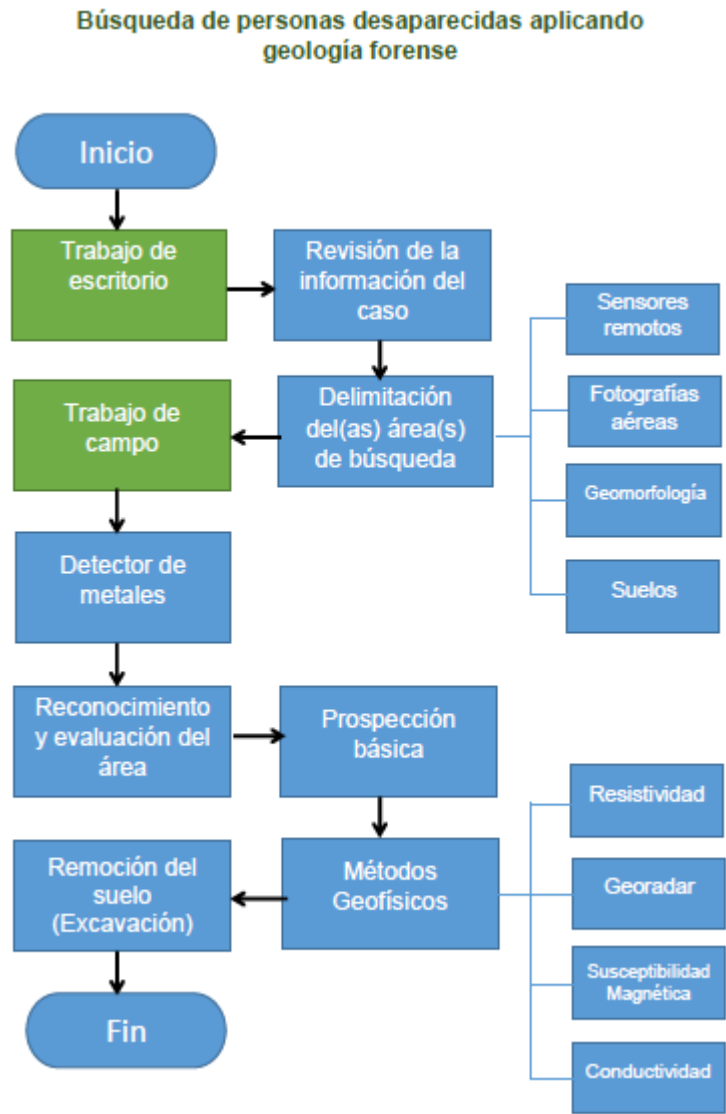 Búsqueda de personas desaparecidas aplicando
geología forense
Inicio
Trabajo de
escritorio
Revisión de la
información del
caso
Sensores
remotos
Trabajo de
campo
Delimitación
del(as) área(s)
de búsqueda
Fotografías
aéreas
Geomorfología
Suelos
Detector de
metales
Reconocimiento
y evaluación del
área
Prospección
básica
Resistividad
Remoción del
suelo
(Excavación)
Métodos
Geofísicos
Georadar
Susceptibilidad
Magnética
Conductividad
Fin